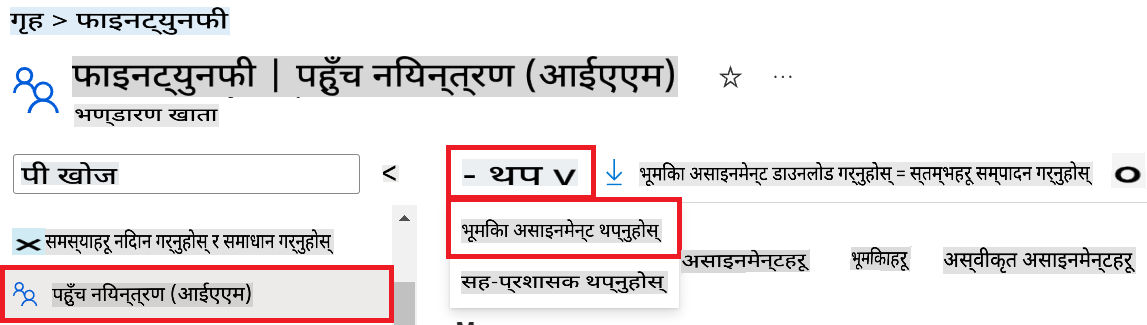 गृह > फाइनट्युनफी
फाइनट्युनफी | पहुँच नियन्त्रण (आईएएम)
भण्डारण खाता
पी खोज <
- थप v भूमिका असाइनमेन्ट डाउनलोड गर्नुहोस् = स्तम्भहरू सम्पादन गर्नुहोस् O
× समस्याहरू निदान गर्नुहोस् र समाधान गर्नुहोस्
भूमिका असाइनमेन्ट थप्नुहोस्
असाइनमेन्टहरू भूमिकाहरू अस्वीकृत असाइनमेन्टहरू
सह-प्रशासक थप्नुहोस्
पहुँच नियन्त्रण (आईएएम)